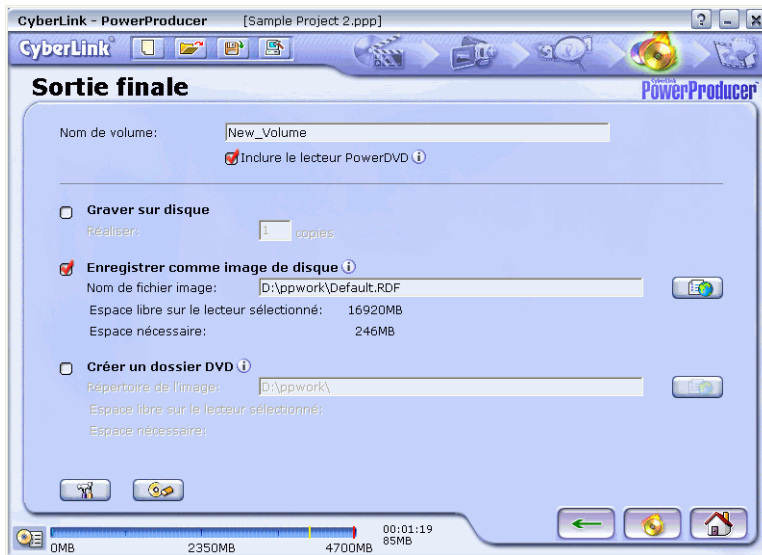 CyberLink - PowerProducer [Sample Project 2.ppp]
CyberLink
Sortie finale
CyberLink
PowerProducer
Nom de volume: New_Volume
Inclure le lecteur PowerDVD
Graver sur disque
Réaliser: 1 copies
Enregistrer comme image de disque
Nom de fichier image: D:\ppwork\Default.RDF
Espace libre sur le lecteur sélectionné: 16920MB
Espace nécessaire: 246MB
Créer un dossier DVD
Répertoire de l'image: D:\ppwork\
Espace libre sur le lecteur sélectionné:
Espace nécessaire:
00:01:19
85MB
0MB 2350MB 4700MB